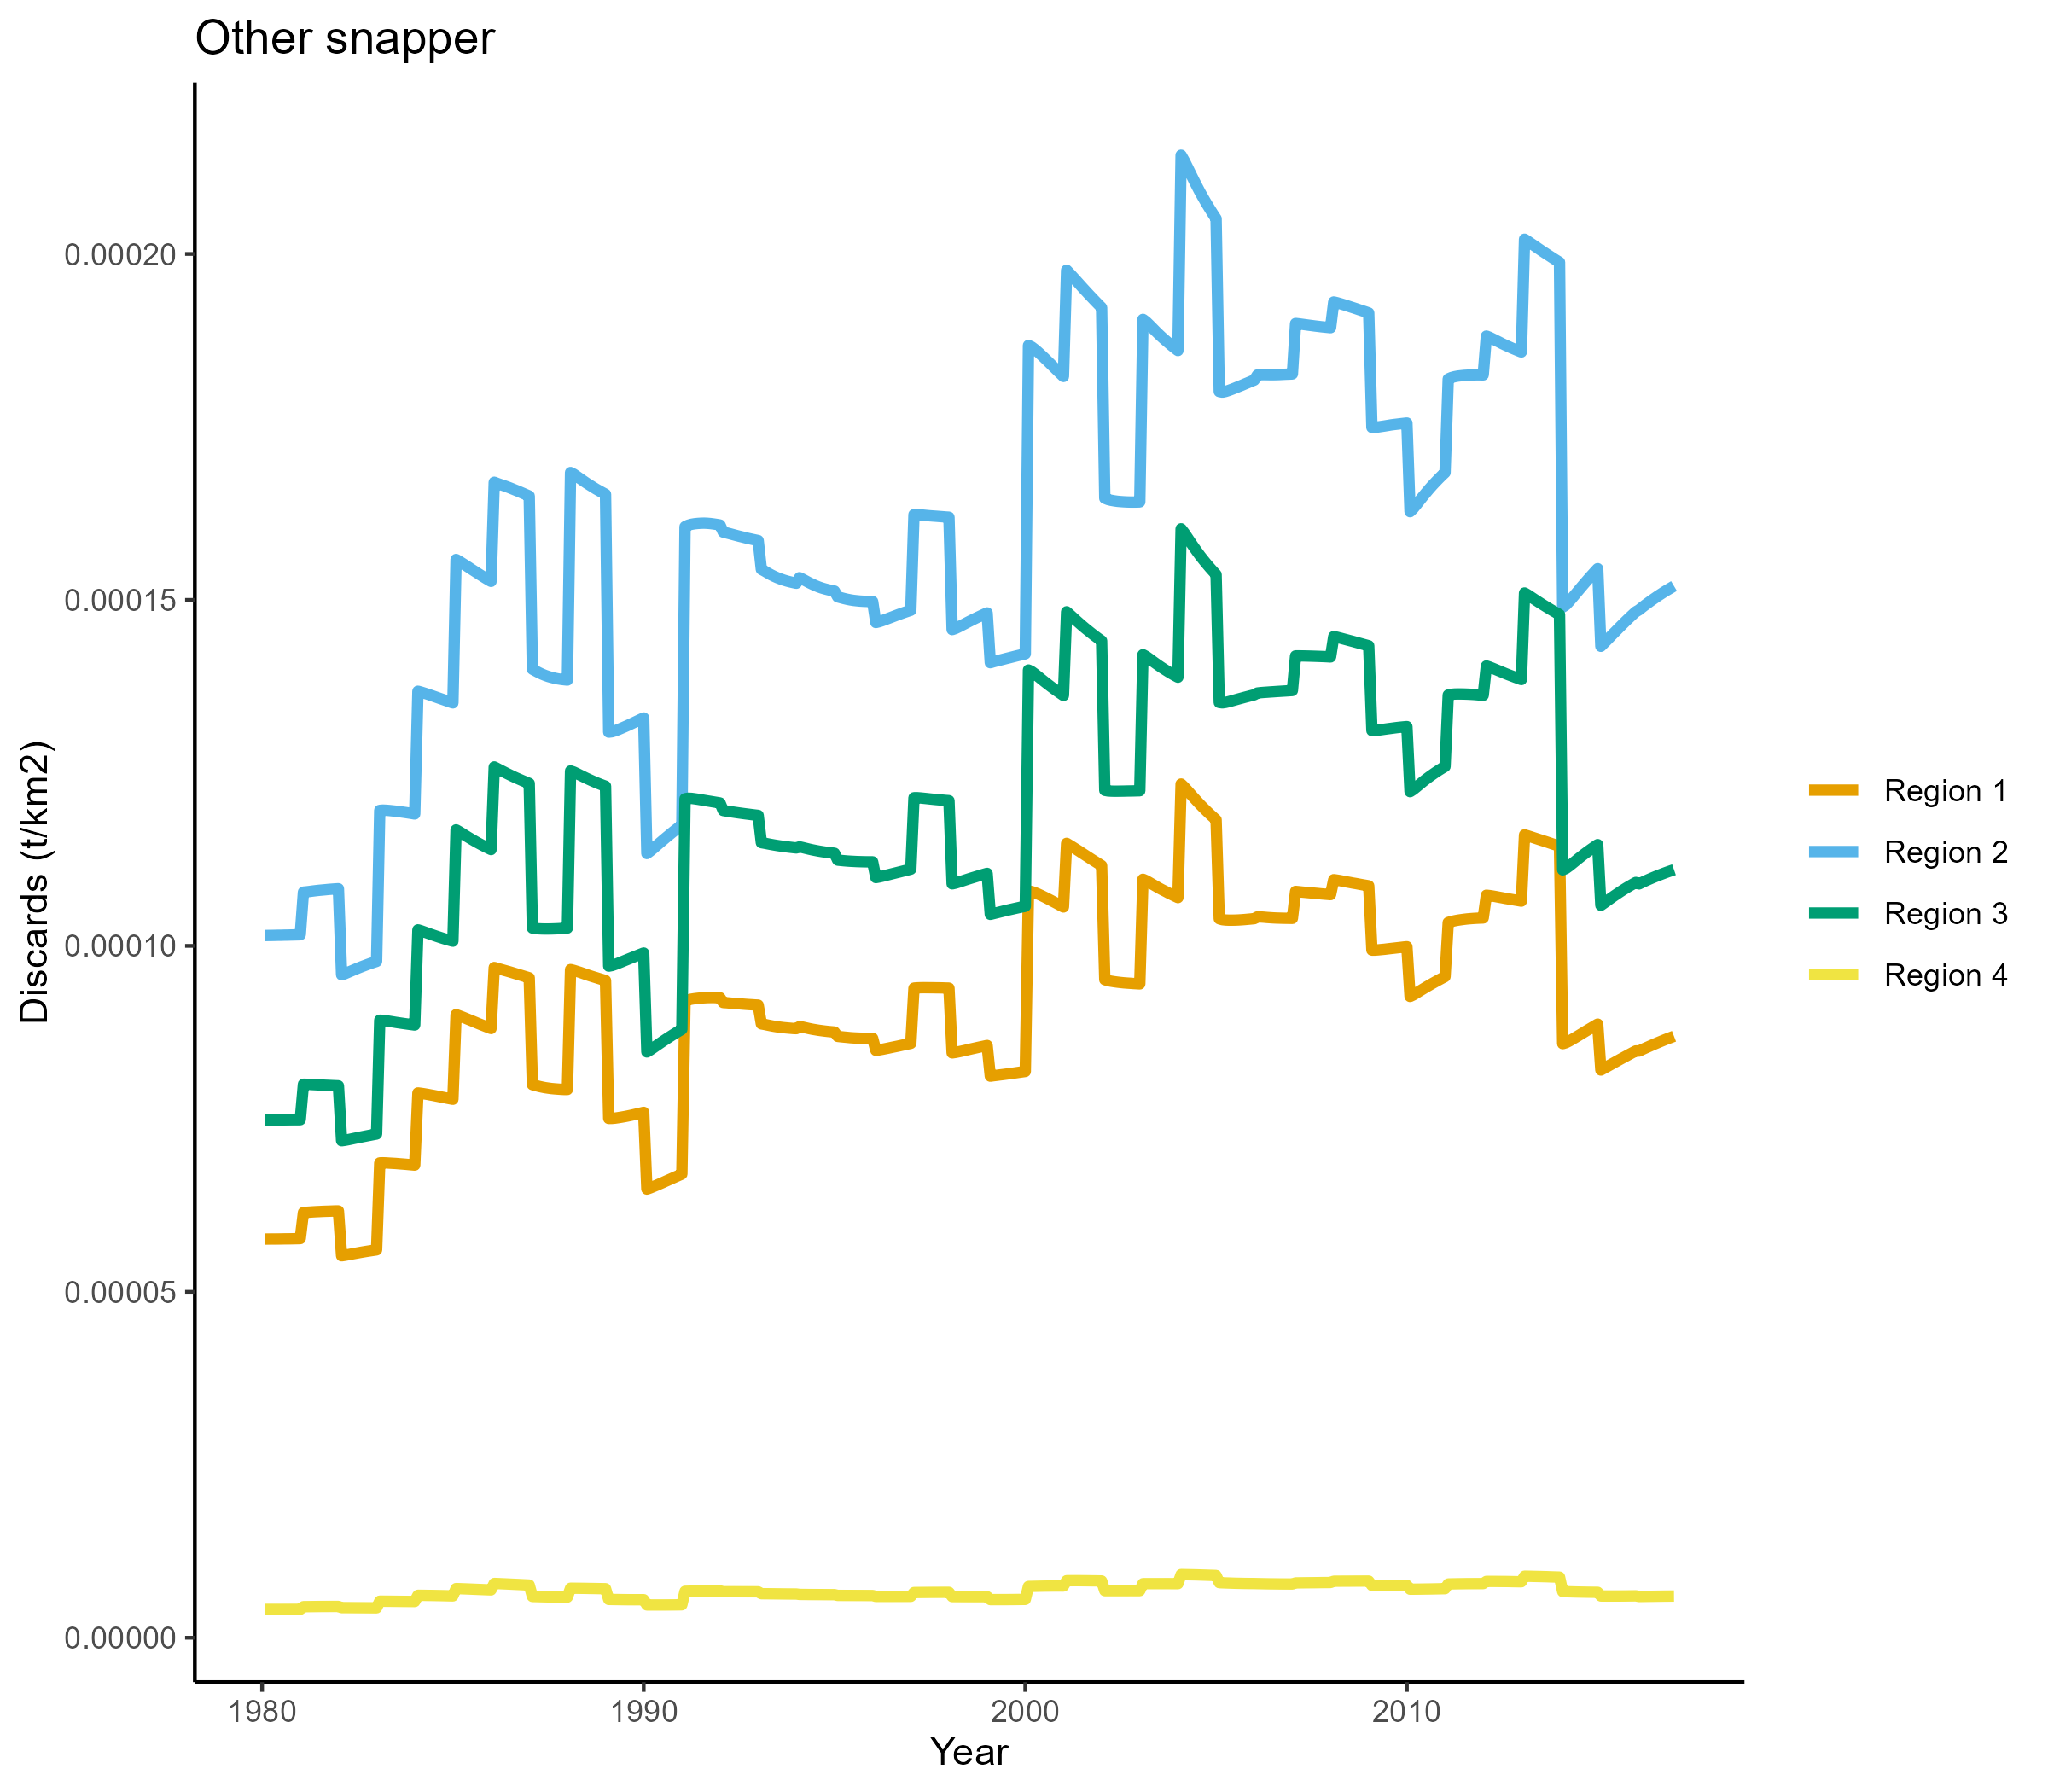 Other snapper
Discards (t/km2)
0.00020
0.00015
0.00010
0.00005
0.00000
1980 1990 2000 2010
Year
Region 1
Region 2
Region 3
Region 4